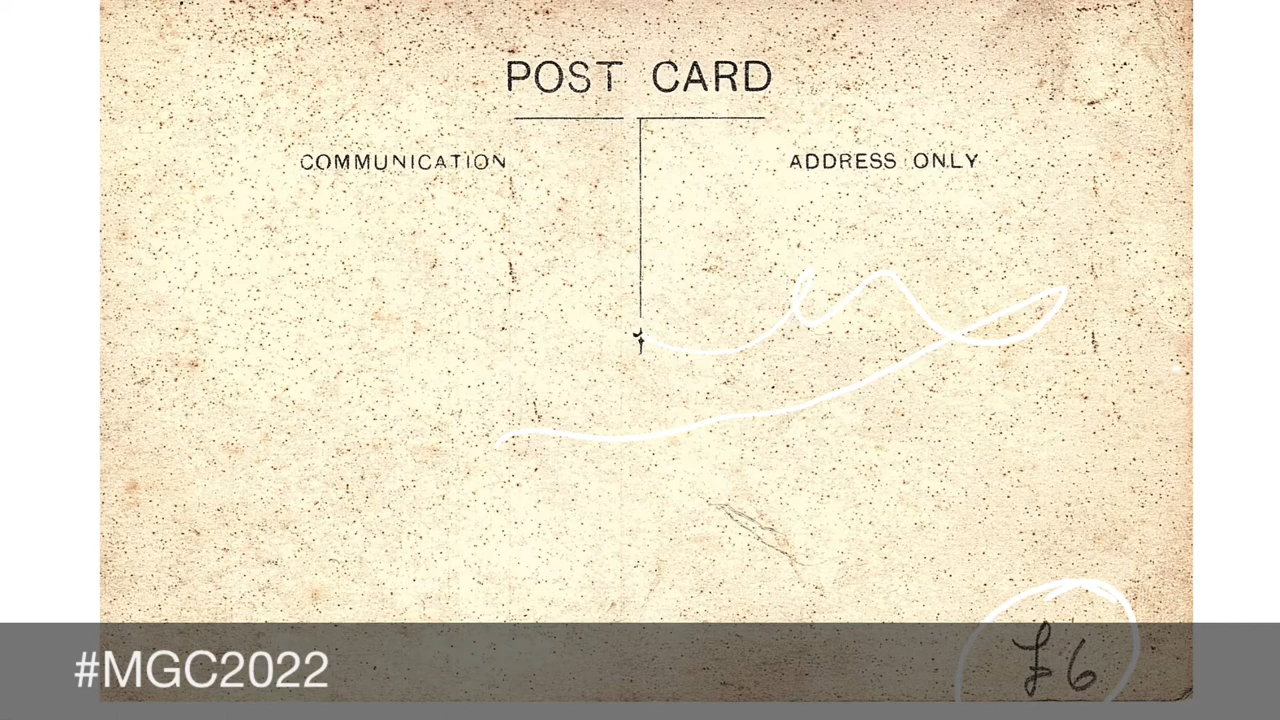 POST CARD
COMMUNICATION
ADDRESS ONLY
£6
#MGC2022